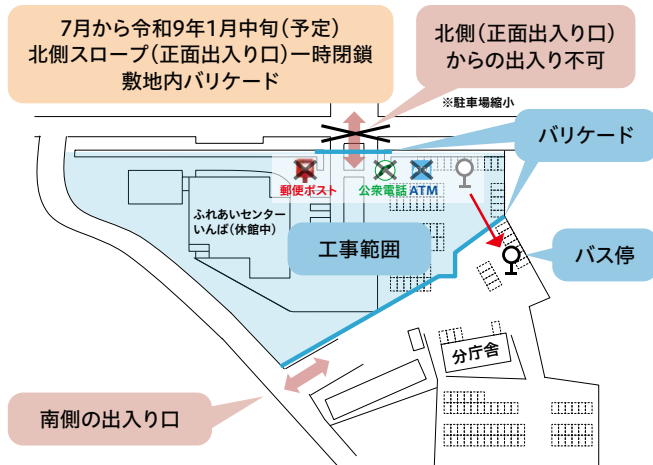 7月から令和9年1月中旬(予定)
北側スロープ(正面出入り口)一時閉鎖
敷地内バリケード
北側(正面出入り口)
からの出入り不可
※駐車場縮小
バリケード
郵便ポスト
公衆電話
ATM
ふれあいセンター
いんば(休館中)
工事範囲
バス停
分庁舎
南側の出入り口